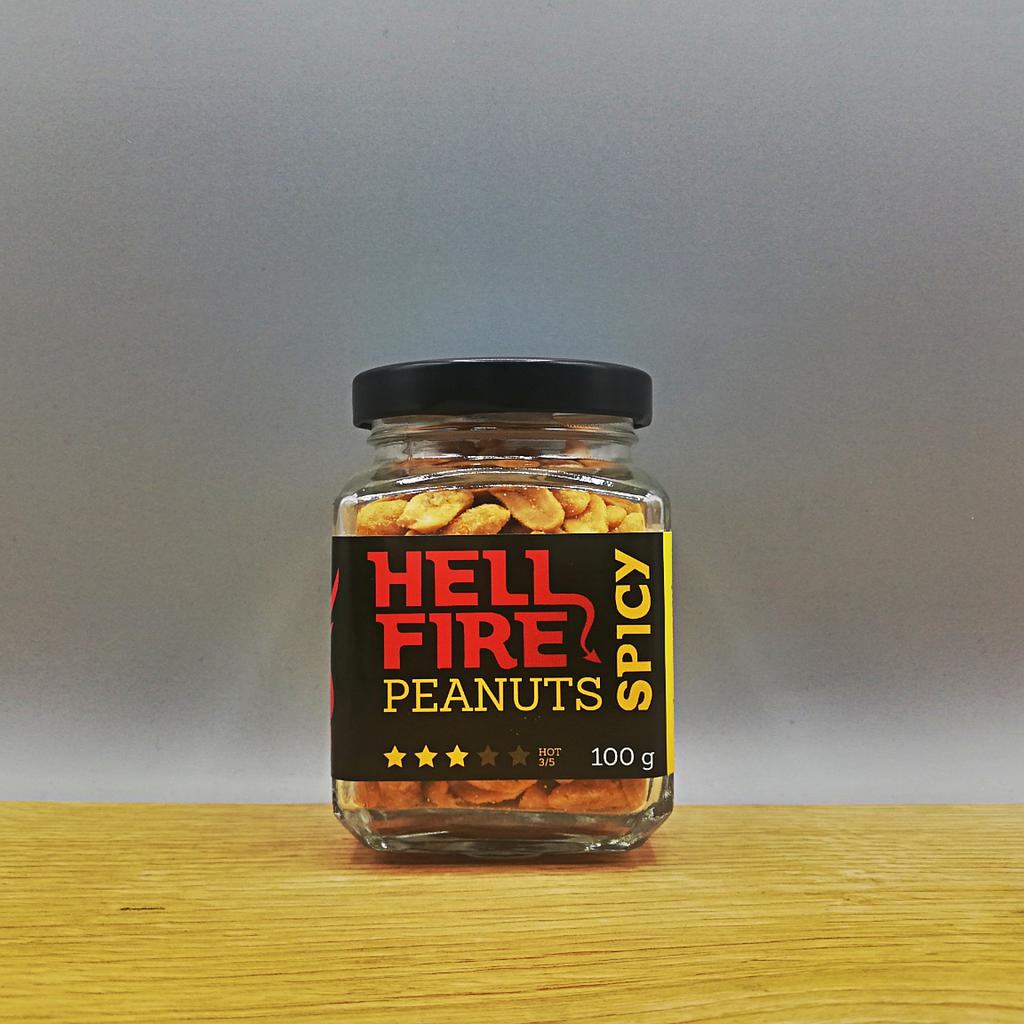 HELL
FIRE
PEANUTS
SPICY
HOT
3/5
100 g